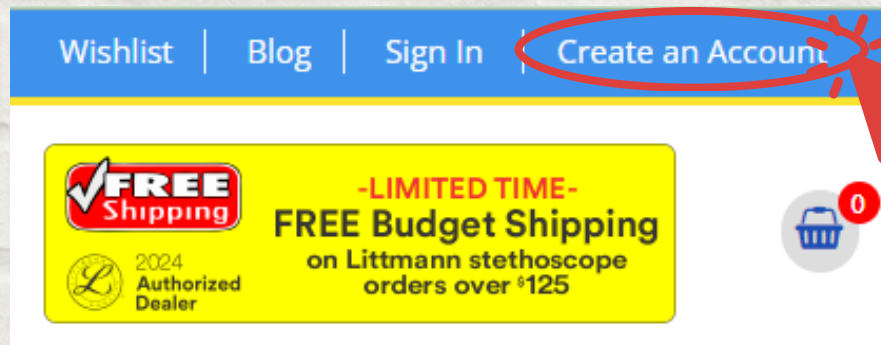 Wishlist | Blog | Sign In | Create an Account
FREE
Shipping
2024
Authorized
Dealer
-LIMITED TIME-
FREE Budget Shipping
on Littmann stethoscope
orders over $125
0